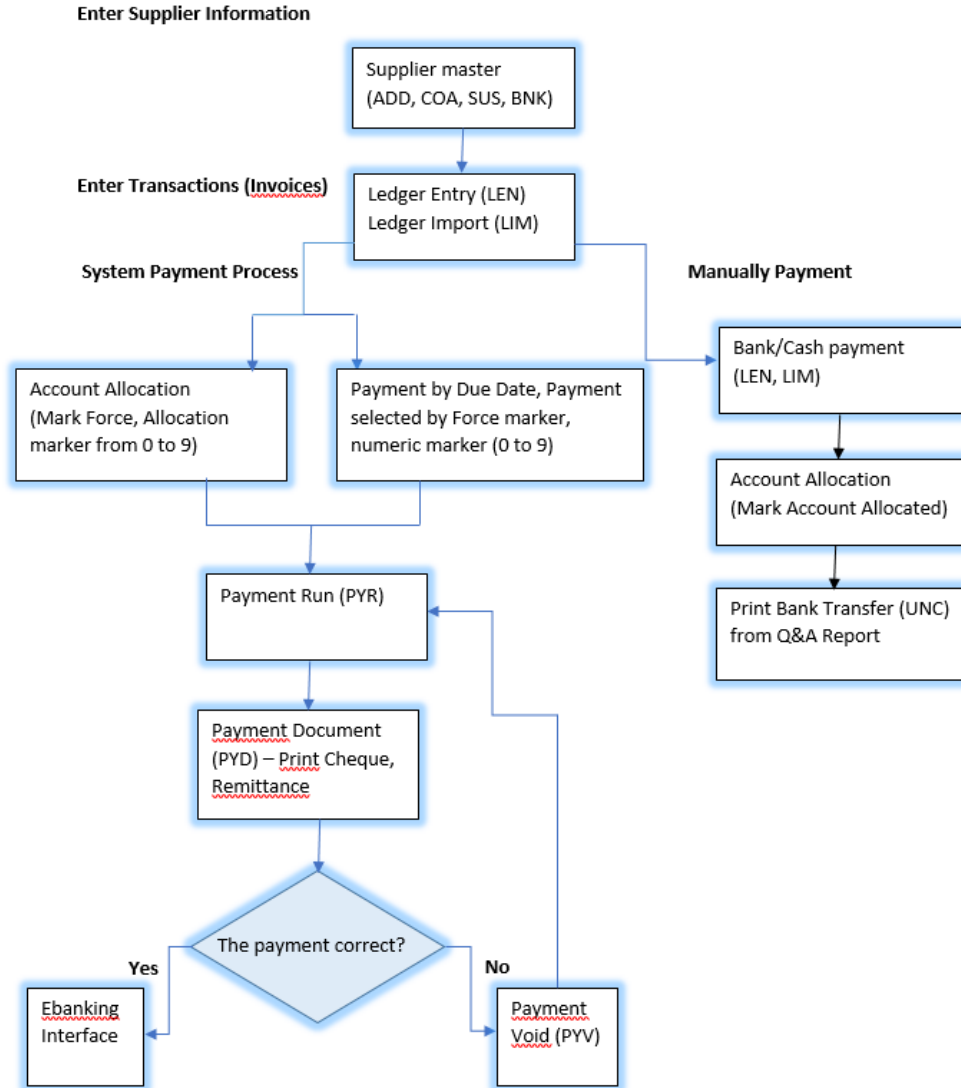 Enter Supplier Information
Supplier master
(ADD, COA, SUS, BNK)
Enter Transactions (Invoices)
Ledger Entry (LEN)
Ledger Import (LIM)
System Payment Process
Manually Payment
Account Allocation
(Mark Force, Allocation
marker from 0 to 9)
Payment by Due Date, Payment
selected by Force marker,
numeric marker (0 to 9)
Bank/Cash payment
(LEN, LIM)
Account Allocation
(Mark Account Allocated)
Print Bank Transfer (UNC)
from Q&A Report
Payment Run (PYR)
Payment Document
(PYD) – Print Cheque,
Remittance
The payment correct?
Yes
No
Ebanking
Interface
Payment
Void (PYV)